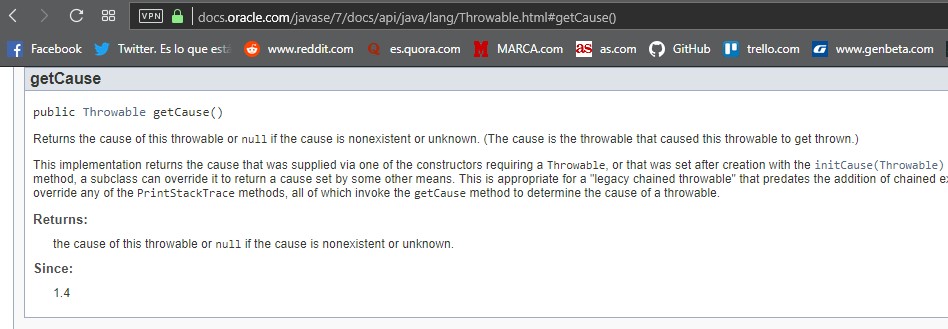 VPN docs.oracle.com/javase/7/docs/api/java/lang/Throwable.html#getCause()
Facebook Twitter. Es lo que está www.reddit.com es.quora.com MARCA.com as as.com GitHub trello.com www.genbeta.com
getCause
public Throwable getCause()
Returns the cause of this throwable or null if the cause is nonexistent or unknown. (The cause is the throwable that caused this throwable to get thrown.)
This implementation returns the cause that was supplied via one of the constructors requiring a Throwable, or that was set after creation with the initCause(Throwable)
method, a subclass can override it to return a cause set by some other means. This is appropriate for a "legacy chained throwable" that predates the addition of chained ex
override any of the PrintStackTrace methods, all of which invoke the getCause method to determine the cause of a throwable.
Returns:
the cause of this throwable or null if the cause is nonexistent or unknown.
Since:
1.4